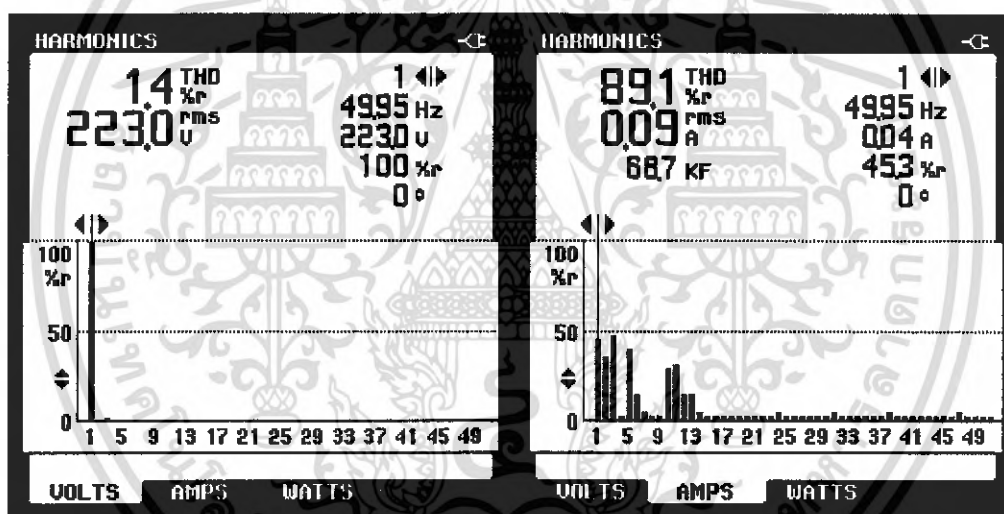 HARMONICS
1.4 THD %r
223.0 rms V
1
49.95 Hz
223.0 V
100 %r
0 °
100
%r
50
0
1 5 9 13 17 21 25 29 33 37 41 45 49
VOLTS AMPS WATTS
HARMONICS
89.1 THD %r
0.09 rms A
68.7 KF
1
49.95 Hz
0.04 A
45.3 %r
0 °
100
%r
50
0
1 5 9 13 17 21 25 29 33 37 41 45 49
VOLTS AMPS WATTS